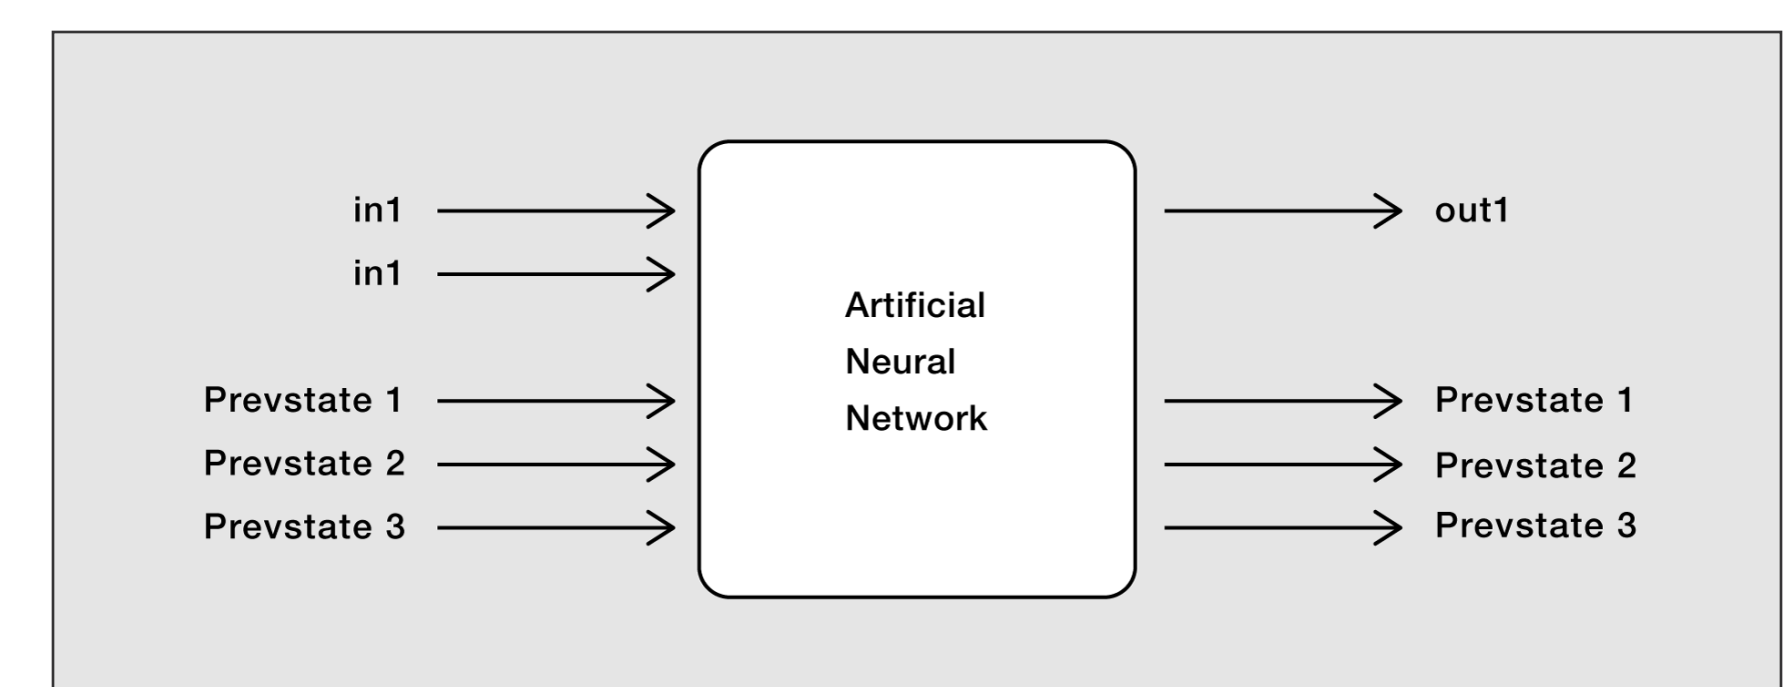 in1
in1
Prevstate 1
Prevstate 2
Prevstate 3
Artificial
Neural
Network
out1
Prevstate 1
Prevstate 2
Prevstate 3